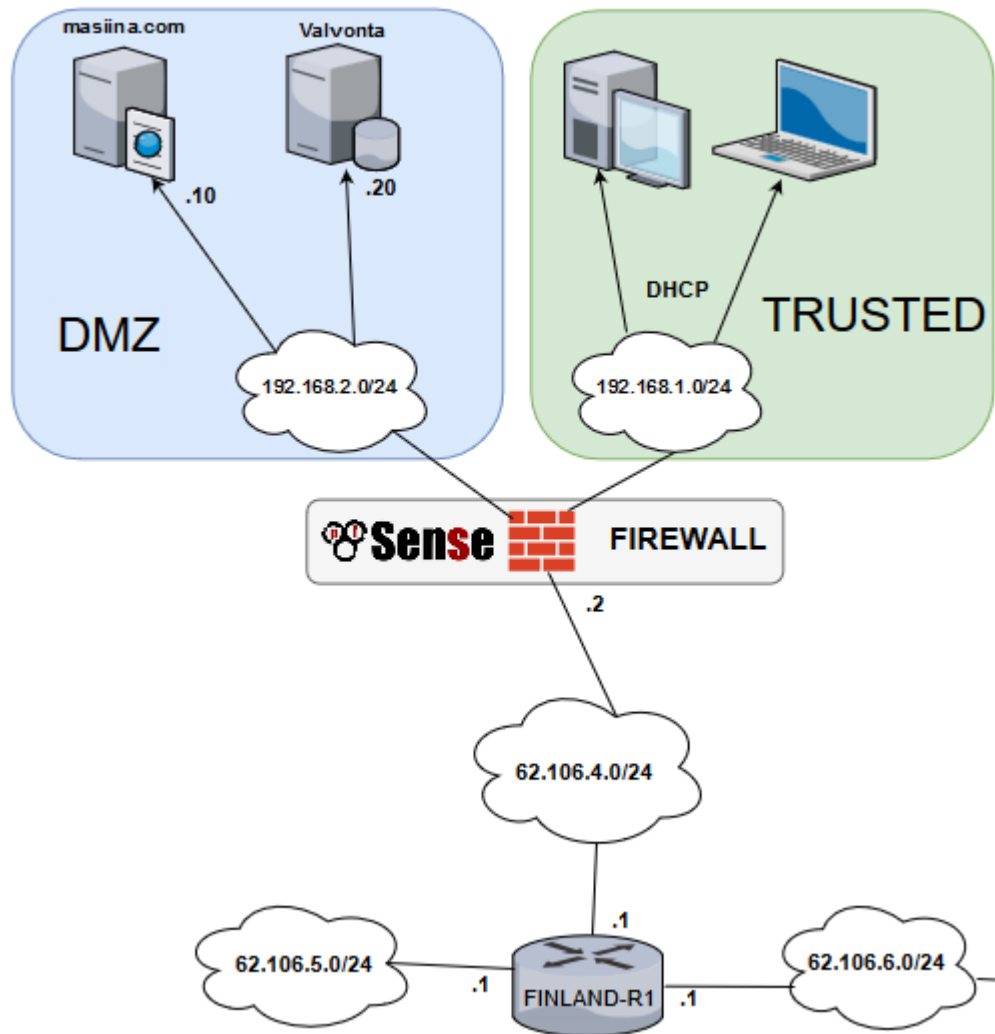 masiina.com
Valvonta
.10
.20
DMZ
192.168.2.0/24
DHCP
TRUSTED
192.168.1.0/24
pf Sense
FIREWALL
.2
62.106.4.0/24
.1
62.106.5.0/24
.1
FINLAND-R1
.1
62.106.6.0/24